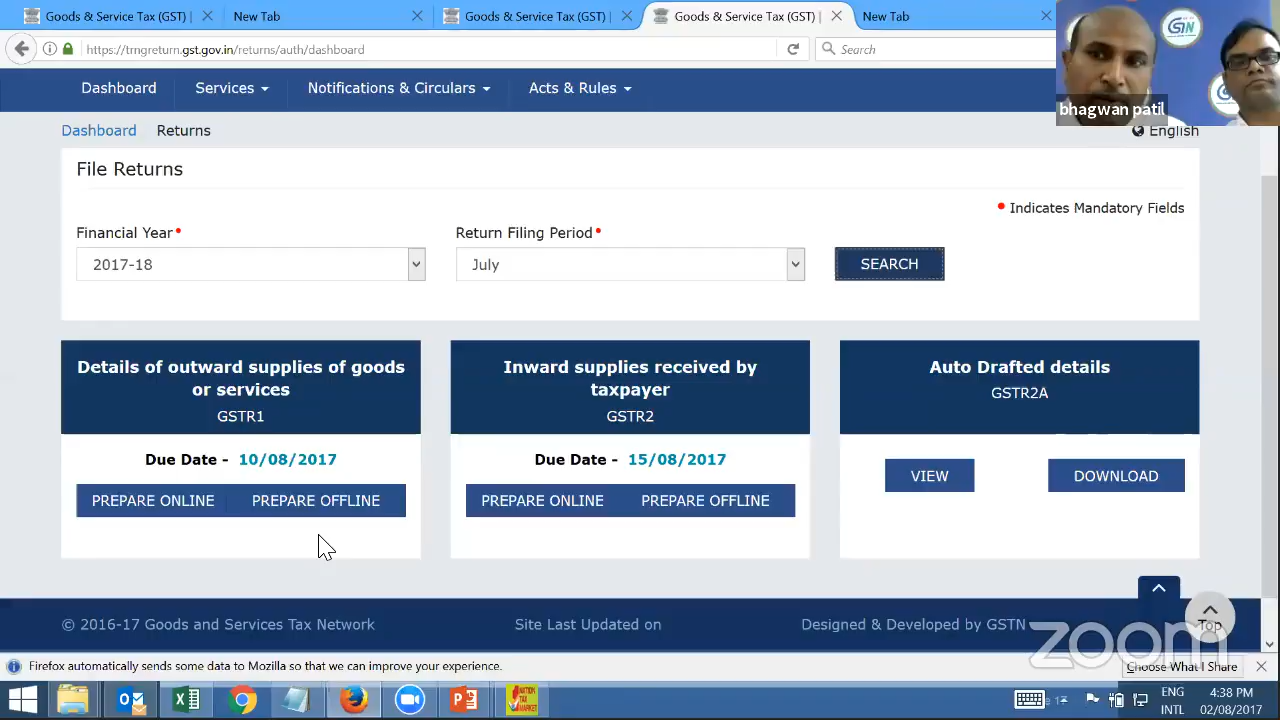 Goods & Service Tax (GST) |
New Tab
Goods & Service Tax (GST) |
Goods & Service Tax (GST) |
New Tab
https://trngreturn.gst.gov.in/returns/auth/dashboard
Search
Dashboard
Services
Notifications & Circulars
Acts & Rules
bhagwan patil
Dashboard
Returns
English
File Returns
Indicates Mandatory Fields
Financial Year
Return Filing Period
2017-18
July
SEARCH
Details of outward supplies of goods
or services
GSTR1
Due Date - 10/08/2017
PREPARE ONLINE
PREPARE OFFLINE
Inward supplies received by
taxpayer
GSTR2
Due Date - 15/08/2017
PREPARE ONLINE
PREPARE OFFLINE
Auto Drafted details
GSTR2A
VIEW
DOWNLOAD
© 2016-17 Goods and Services Tax Network
Site Last Updated on
Designed & Developed by GSTN
Top
zoom
Firefox automatically sends some data to Mozilla so that we can improve your experience.
Choose What I Share
ENG
INTL
4:38 PM
02/08/2017